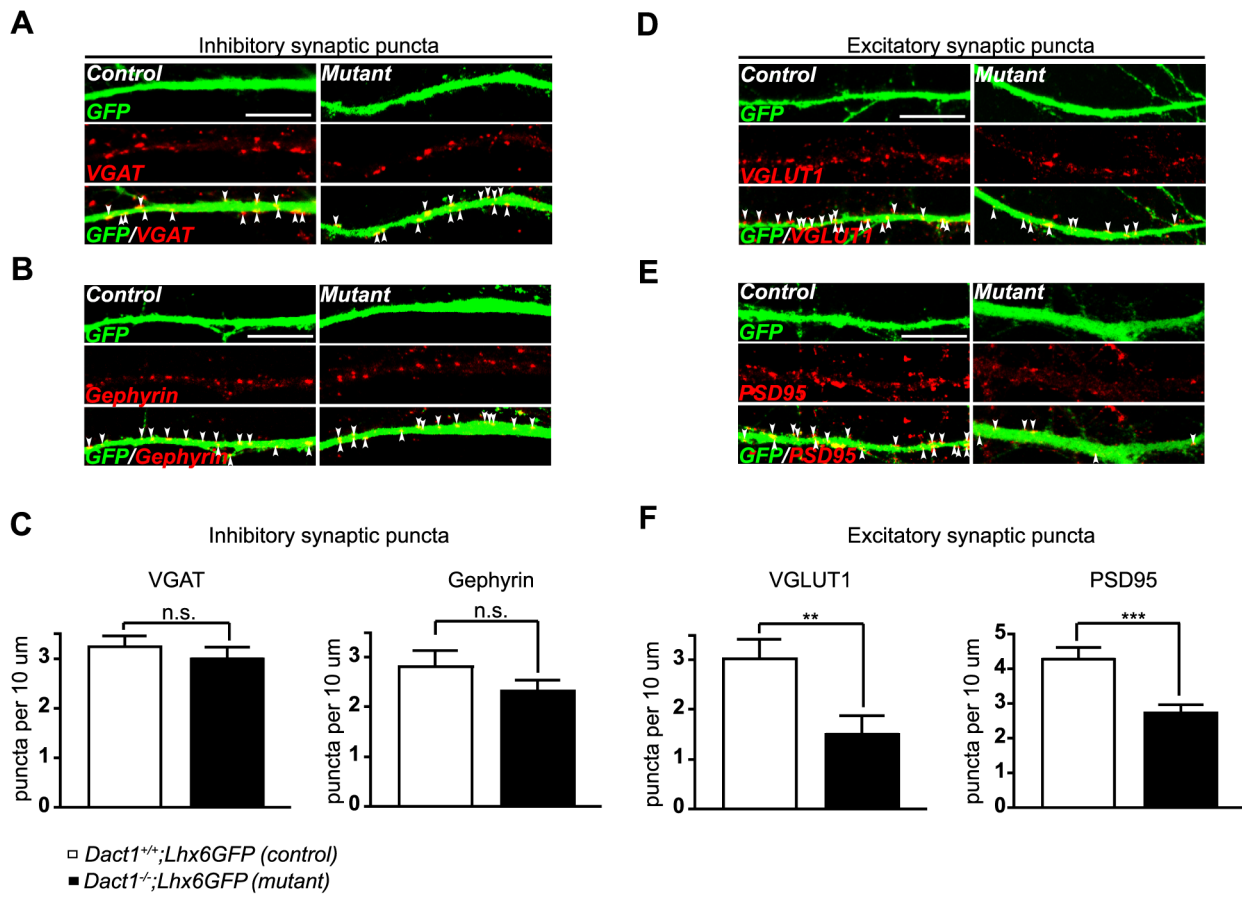 A
Inhibitory synaptic puncta
Control
Mutant
GFP
VGAT
GFP/VGAT
B
Control
Mutant
GFP
Gephyrin
GFP/Gephyrin
C
Inhibitory synaptic puncta
VGAT
n.s.
puncta per 10 um
3
2
1
0
Gephyrin
n.s.
puncta per 10 um
3
2
1
0
Dact1+/+;Lhx6GFP (control)
Dact1-/-;Lhx6GFP (mutant)
D
Excitatory synaptic puncta
Control
Mutant
GFP
VGLUT1
GFP/VGLUT1
E
Control
Mutant
GFP
PSD95
GFP/PSD95
F
Excitatory synaptic puncta
VGLUT1
**
puncta per 10 um
3
2
1
0
PSD95
***
puncta per 10 um
5
4
3
2
1
0